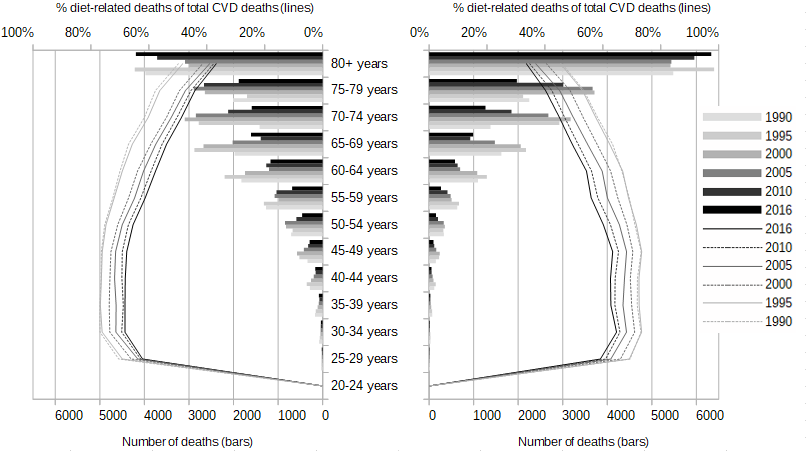 % diet-related deaths of total CVD deaths (lines)
% diet-related deaths of total CVD deaths (lines)
100% 80% 60% 40% 20% 0%
0% 20% 40% 60% 80% 100%
80+ years
75-79 years
70-74 years
65-69 years
60-64 years
55-59 years
50-54 years
45-49 years
40-44 years
35-39 years
30-34 years
25-29 years
20-24 years
1990
1995
2000
2005
2010
2016
2016
2010
2005
2000
1995
1990
6000 5000 4000 3000 2000 1000 0
0 1000 2000 3000 4000 5000 6000
Number of deaths (bars)
Number of deaths (bars)